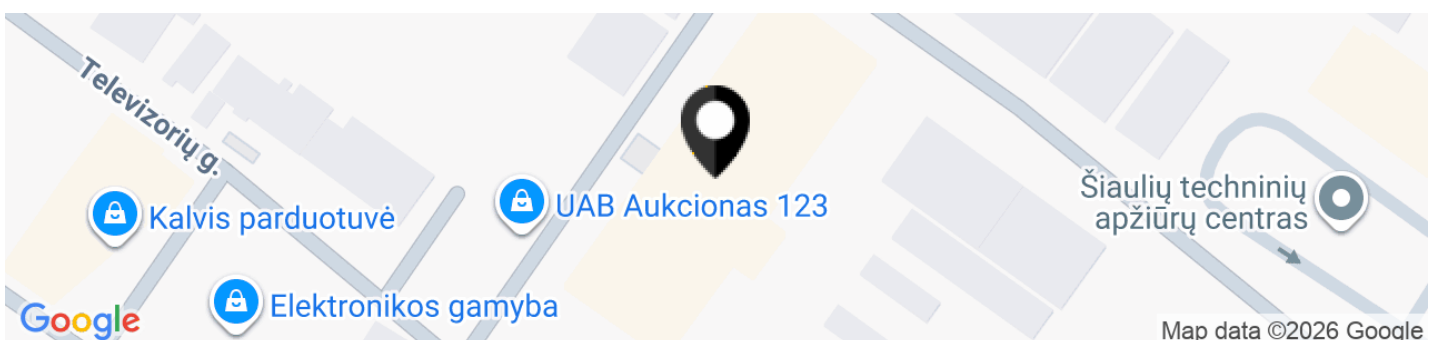 Televizorių g.
Kalvis parduotuvė
UAB Aukcionas 123
Šiaulių techninių
apžiūrų centras
Elektronikos gamyba
Google
Map data ©2026 Google